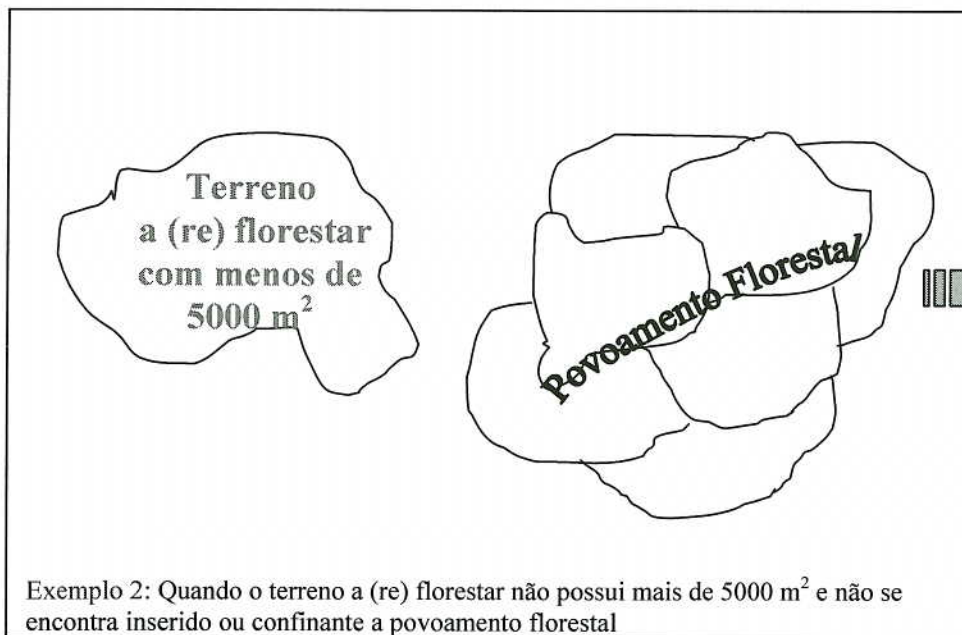 Terreno
a (re) florestar
com menos de
5000 m²
Povoamento Florestal
Exemplo 2: Quando o terreno a (re) florestar não possui mais de 5000 m² e não se
encontra inserido ou confinante a povoamento florestal